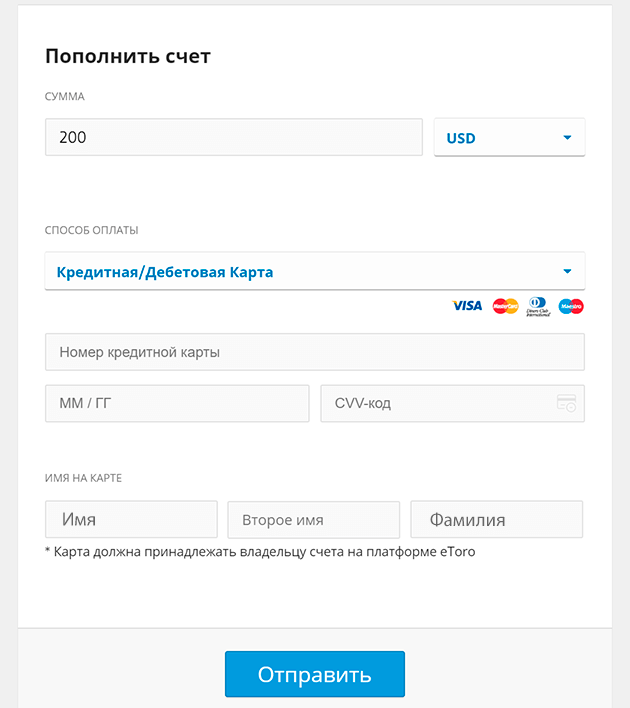 Пополнить счет
СУММА
200 USD
СПОСОБ ОПЛАТЫ
Кредитная/Дебетовая Карта
VISA MasterCard Diners Club International Maestro
Номер кредитной карты
ММ / ГГ CVV-код
ИМЯ НА КАРТЕ
Имя Второе имя Фамилия
* Карта должна принадлежать владельцу счета на платформе eToro
Отправить